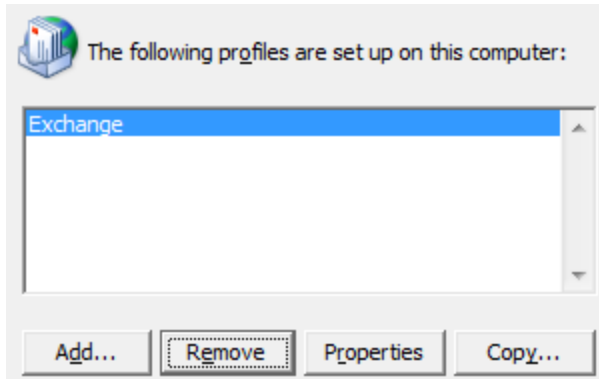 The following profiles are set up on this computer:
Exchange
Add... Remove Properties Copy...